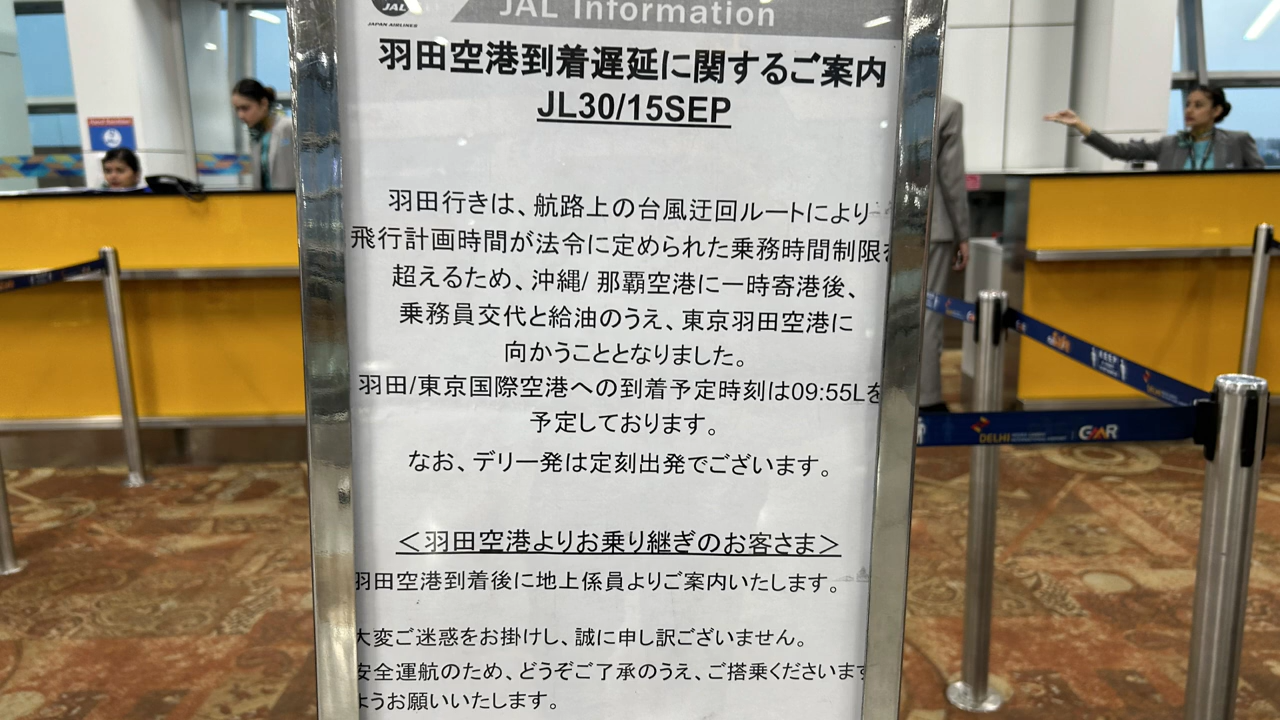 JAL
JAPAN AIRLINES
JAL Information
羽田空港到着遅延に関するご案内
JL30/15SEP
羽田行きは、航路上の台風迂回ルートにより
飛行計画時間が法令に定められた乗務時間制限を
超えるため、沖縄/ 那覇空港に一時寄港後、
乗務員交代と給油のうえ、東京羽田空港に
向かうこととなりました。
羽田/東京国際空港への到着予定時刻は09:55Lを
予定しております。
なお、デリー発は定刻出発でございます。
＜羽田空港よりお乗り継ぎのお客さま＞
羽田空港到着後に地上係員よりご案内いたします。
大変ご迷惑をお掛けし、誠に申し訳ございません。
安全運航のため、どうぞご了承のうえ、ご搭乗くださいます
ようお願いいたします。
KEEP
DELHI
GMR